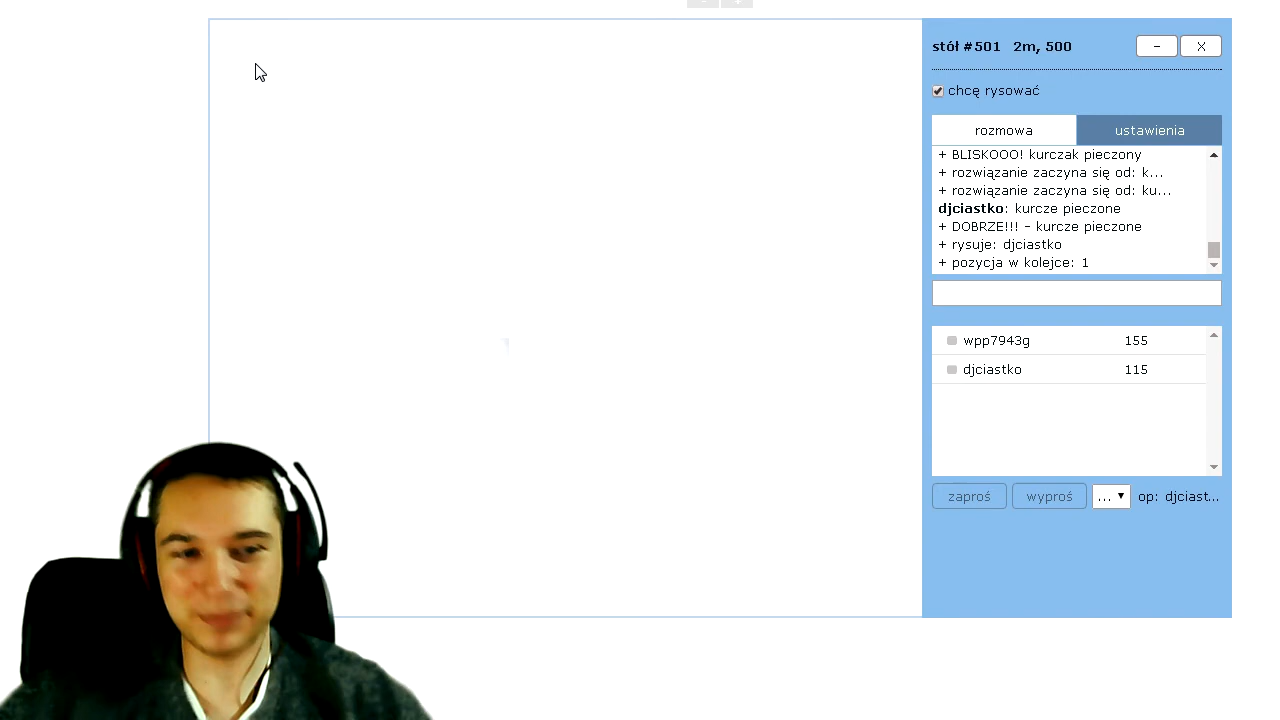 stół #501 2m, 500
– X
chcę rysować
rozmowa ustawienia
+ BLISKOOO! kurczak pieczony
+ rozwiązanie zaczyna się od: k...
+ rozwiązanie zaczyna się od: ku...
djciastko: kurcze pieczone
+ DOBRZE!!! – kurcze pieczone
+ rysuje: djciastko
+ pozycja w kolejce: 1
wpp7943g 155
djciastko 115
zaproś wyproś ... op: djciast...